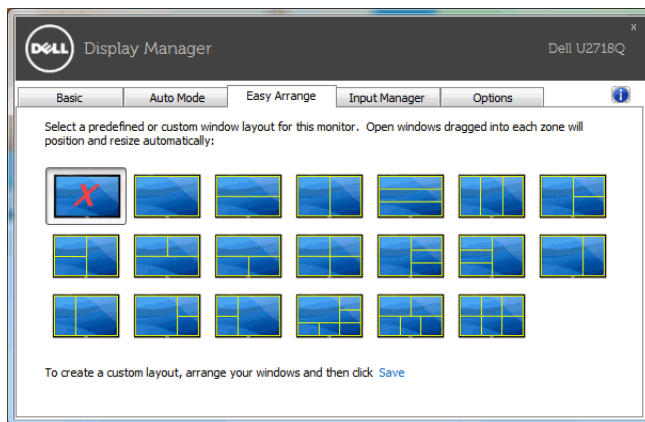 x
DELL Display Manager Dell U2718Q
Basic Auto Mode Easy Arrange Input Manager Options i
Select a predefined or custom window layout for this monitor. Open windows dragged into each zone will
position and resize automatically:
X
To create a custom layout, arrange your windows and then click Save